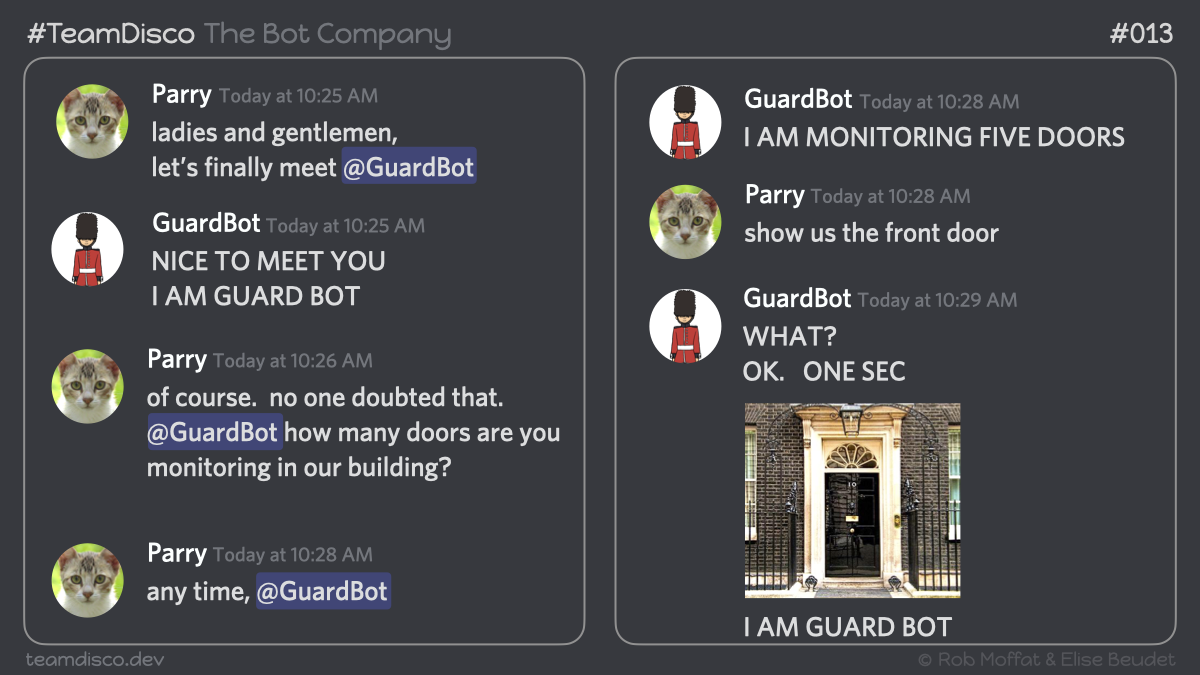 #TeamDisco The Bot Company
#013
Parry Today at 10:25 AM
ladies and gentlemen,
let’s finally meet @GuardBot
GuardBot Today at 10:25 AM
NICE TO MEET YOU
I AM GUARD BOT
Parry Today at 10:26 AM
of course. no one doubted that.
@GuardBot how many doors are you
monitoring in our building?
Parry Today at 10:28 AM
any time, @GuardBot
GuardBot Today at 10:28 AM
I AM MONITORING FIVE DOORS
Parry Today at 10:28 AM
show us the front door
GuardBot Today at 10:29 AM
WHAT?
OK. ONE SEC
10
I AM GUARD BOT
teamdisco.dev
© Rob Moffat & Elise Beudet